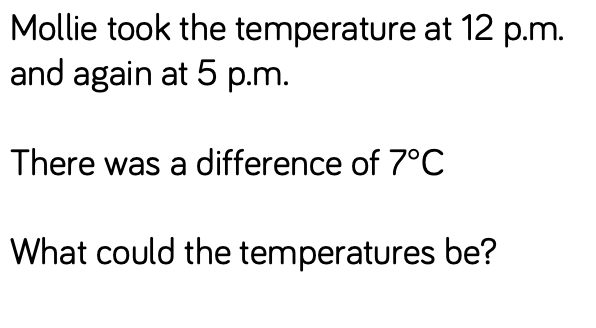 Mollie took the temperature at 12 p.m.
and again at 5 p.m.
There was a difference of 7°C
What could the temperatures be?